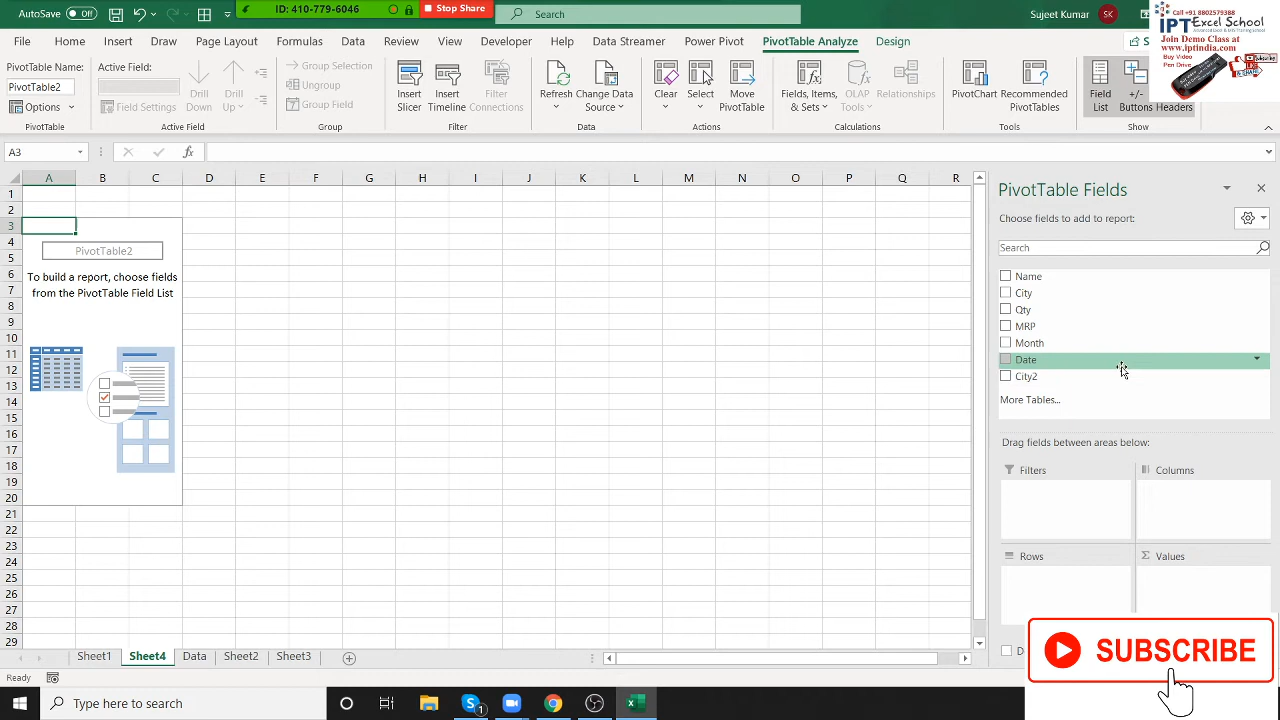 AutoSave Off
ID: 410-779-6046
Stop Share
Search
Sujeet Kumar
SK
Call +91 8802579388
IPT Excel School
Join Demo Class at
www.iptindia.com
Buy Video
Pen Drive
File Home Insert Draw Page Layout Formulas Data Review View Developer Help Data Streamer Power Pivot PivotTable Analyze Design
PivotTable Name:
PivotTable2
Options
PivotTable
Active Field:
Field Settings
Drill Down
Drill Up
Active Field
Group Selection
Ungroup
Group Field
Group
Insert Slicer
Insert Timeline
Filter Connections
Filter
Refresh
Change Data Source
Data
Clear
Select
Move PivotTable
Actions
Fields, Items, & Sets
OLAP Tools
Relationships
Calculations
PivotChart
Recommended PivotTables
Tools
Field List
+/- Buttons
Headers
Show
A3
fx
A B C D E F G H I J K L M N O P Q R
1
2
3
4
5
6
7
8
9
10
11
12
13
14
15
16
17
18
19
20
21
22
23
24
25
26
27
28
29
PivotTable2
To build a report, choose fields
from the PivotTable Field List
PivotTable Fields
Choose fields to add to report:
Search
Name
City
Qty
MRP
Month
Date
City2
More Tables...
Drag fields between areas below:
Filters
Columns
Rows
Σ Values
D
SUBSCRIBE
Sheet1 Sheet4 Data Sheet2 Sheet3
Ready
Type here to search